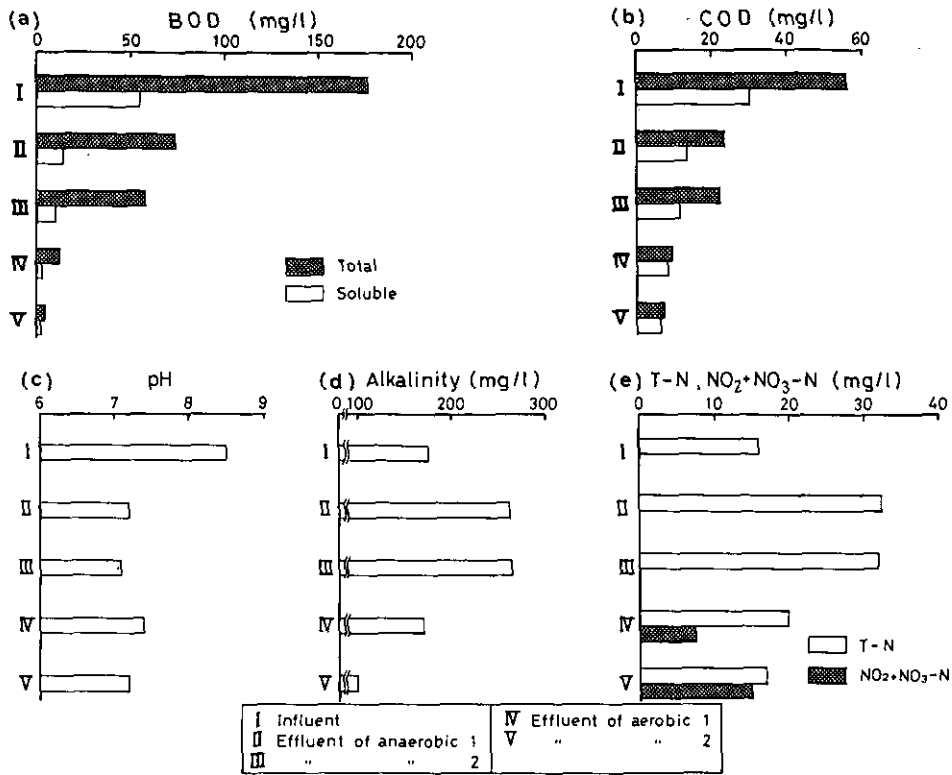 (a) BOD (mg/l)
0 50 100 150 200
I
II
III
IV
V
Total
Soluble
(b) COD (mg/l)
0 20 40 60
I
II
III
IV
V
(c) pH
6 7 8 9
I
II
III
IV
V
(d) Alkalinity (mg/l)
0 100 200 300
I
II
III
IV
V
(e) T-N, NO2+NO3-N (mg/l)
0 10 20 30 40
I
II
III
IV
V
T-N
NO2+NO3-N
I Influent
II Effluent of anaerobic 1
III " " 2
IV Effluent of aerobic 1
V " " 2